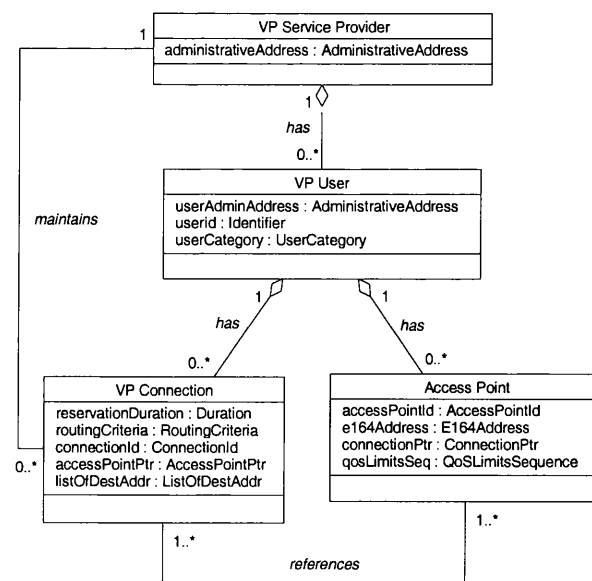 VP Service Provider
1
administrativeAddress : AdministrativeAddress
1
has
0..*
VP User
userAdminAddress : AdministrativeAddress
userid : Identifier
userCategory : UserCategory
maintains
1
1
has
has
0..*
0..*
VP Connection
reservationDuration : Duration
routingCriteria : RoutingCriteria
connectionId : ConnectionId
accessPointPtr : AccessPointPtr
listOfDestAddr : ListOfDestAddr
0..*
Access Point
accessPointId : AccessPointId
e164Address : E164Address
connectionPtr : ConnectionPtr
qosLimitsSeq : QoSLimitsSequence
1..*
1..*
references